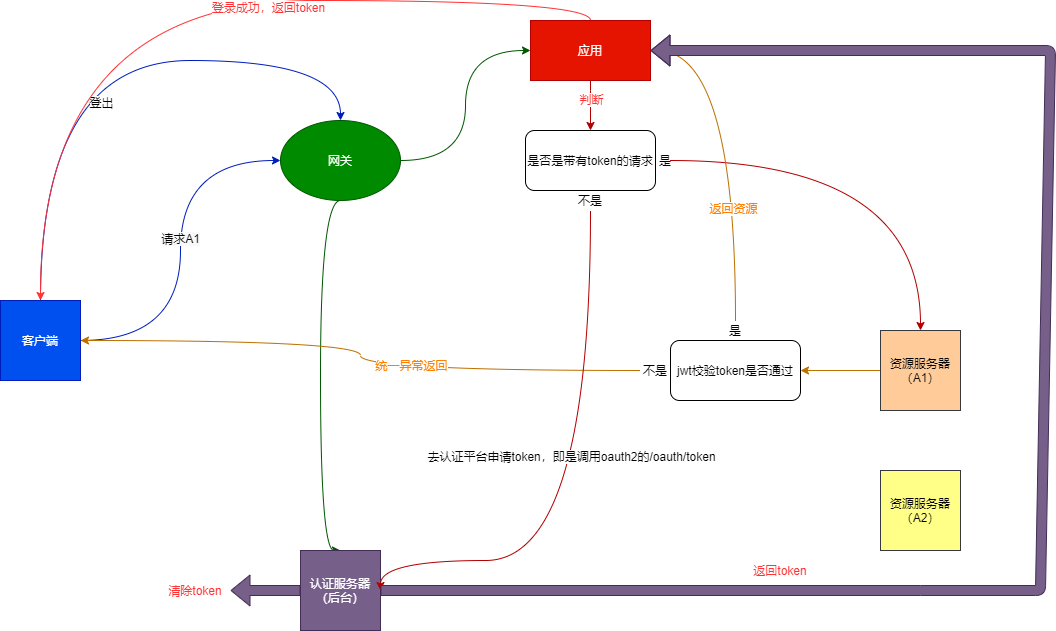 登录成功，返回token
应用
登出
判断
网关
是否是带有token的请求
是
不是
返回资源
请求A1
是
客户端
统一异常返回
不是
jwt校验token是否通过
资源服务器
（A1）
去认证平台申请token，即是调用oauth2的/oauth/token
资源服务器
（A2）
返回token
认证服务器
（后台）
清除token